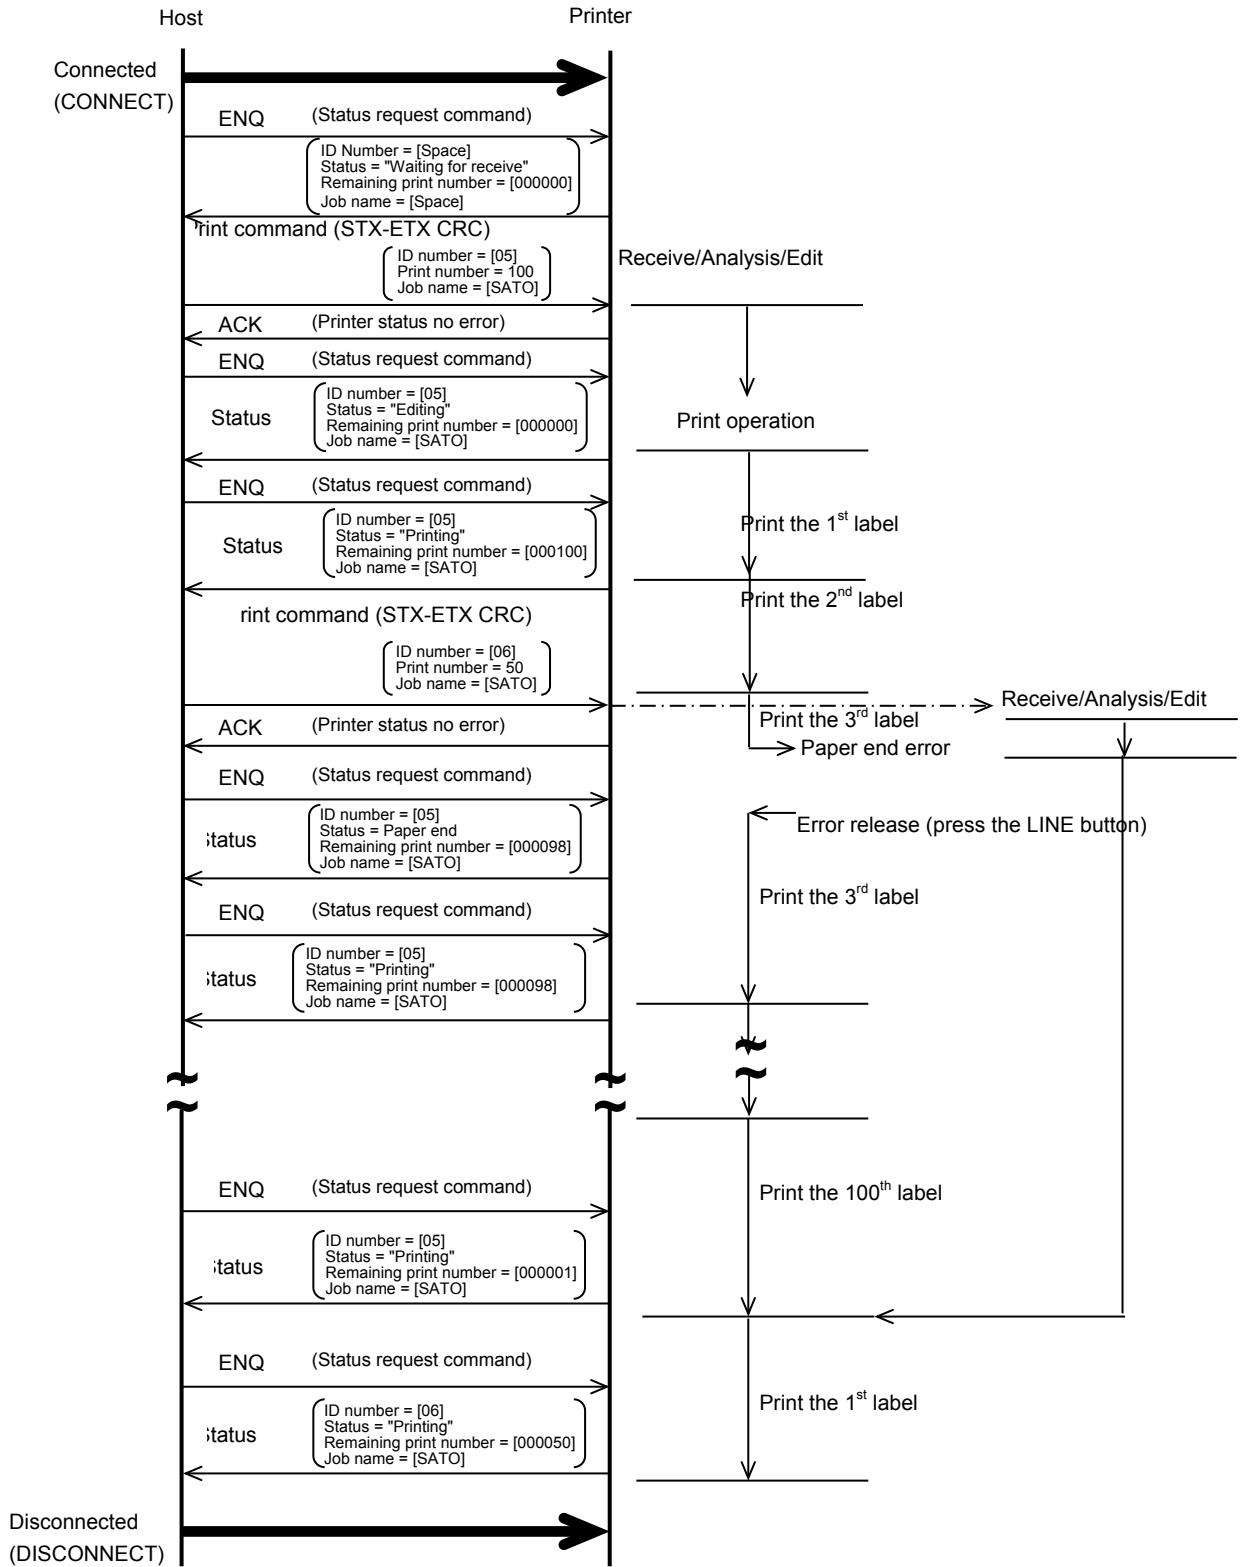 Host
Printer
Connected
(CONNECT)
ENQ (Status request command)
ID Number = [Space]
Status = "Waiting for receive"
Remaining print number = [000000]
Job name = [Space]
rint command (STX-ETX CRC)
ID number = [05]
Print number = 100
Job name = [SATO]
Receive/Analysis/Edit
ACK (Printer status no error)
ENQ (Status request command)
Status
ID number = [05]
Status = "Editing"
Remaining print number = [000000]
Job name = [SATO]
Print operation
ENQ (Status request command)
Status
ID number = [05]
Status = "Printing"
Remaining print number = [000100]
Job name = [SATO]
Print the 1st label
Print the 2nd label
rint command (STX-ETX CRC)
ID number = [06]
Print number = 50
Job name = [SATO]
Receive/Analysis/Edit
ACK (Printer status no error)
Print the 3rd label
Paper end error
ENQ (Status request command)
tatus
ID number = [05]
Status = Paper end
Remaining print number = [000098]
Job name = [SATO]
Error release (press the LINE button)
Print the 3rd label
ENQ (Status request command)
tatus
ID number = [05]
Status = "Printing"
Remaining print number = [000098]
Job name = [SATO]
ENQ (Status request command)
Print the 100th label
tatus
ID number = [05]
Status = "Printing"
Remaining print number = [000001]
Job name = [SATO]
ENQ (Status request command)
Print the 1st label
tatus
ID number = [06]
Status = "Printing"
Remaining print number = [000050]
Job name = [SATO]
Disconnected
(DISCONNECT)